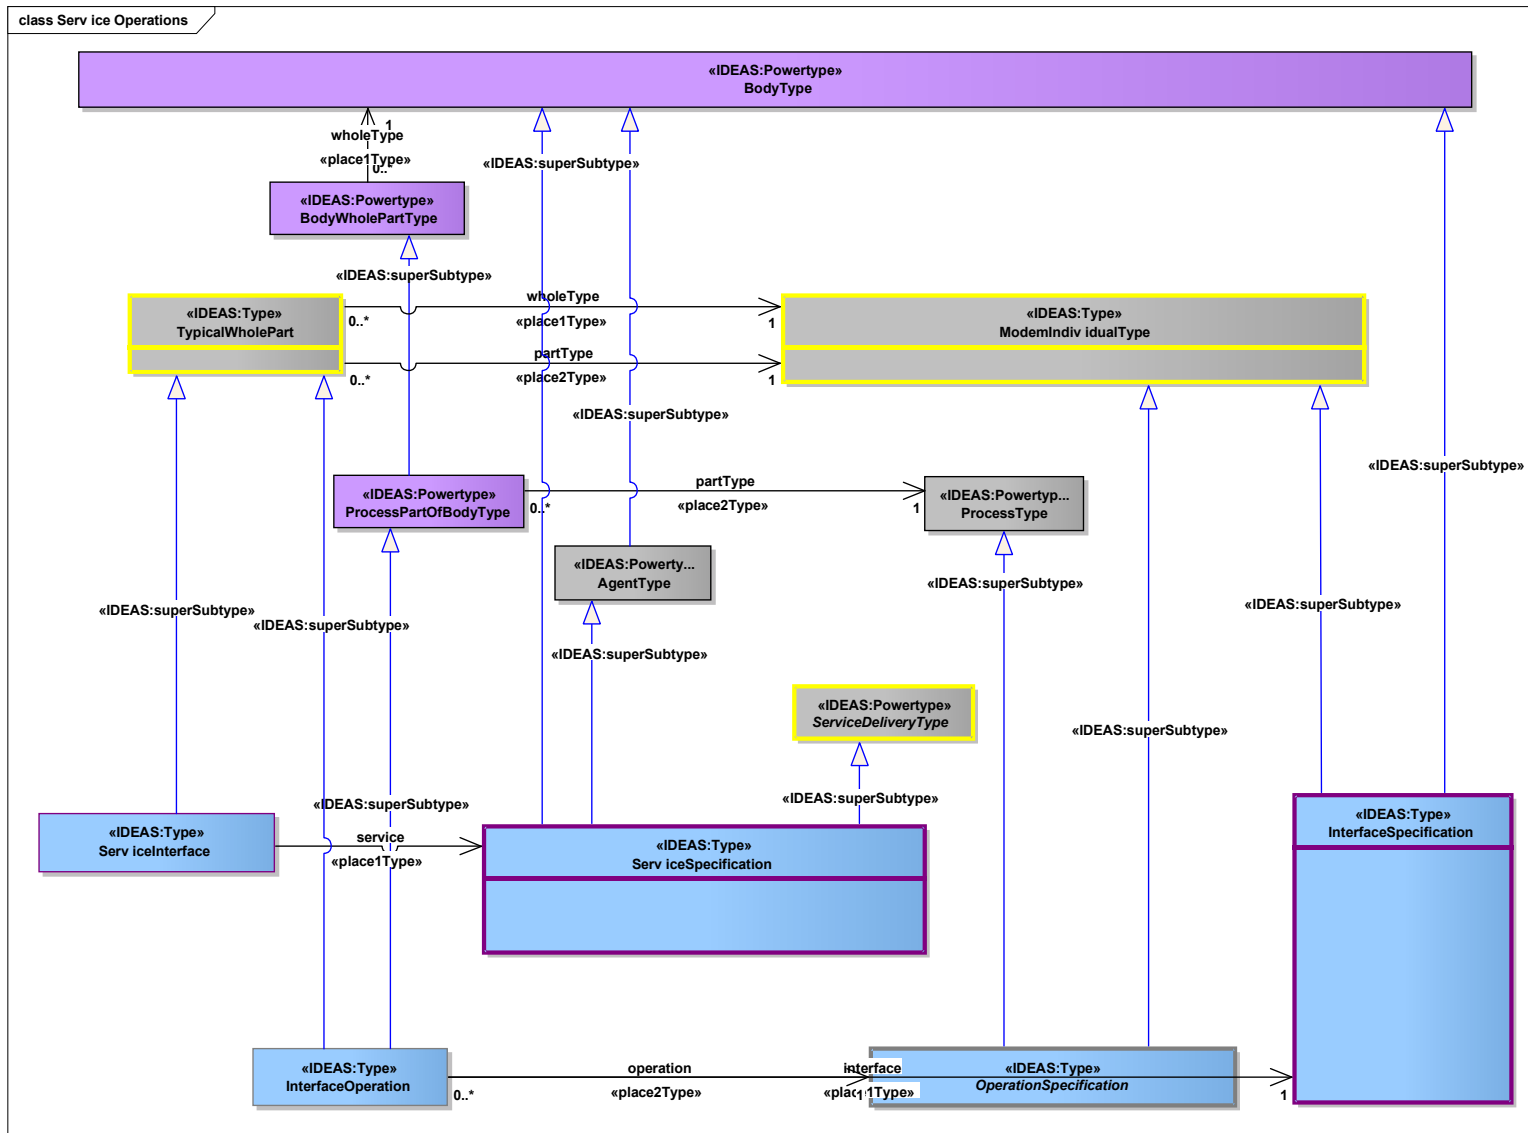 class Serv ice Operations
«IDEAS:Powertype»
BodyType
1
wholeType
«place1Type»
0..*
«IDEAS:superSubtype»
«IDEAS:Powertype»
BodyWholePartType
«IDEAS:superSubtype»
«IDEAS:Type»
TypicalWholePart
wholeType
0..*
«place1Type»
1
partType
0..*
«place2Type»
1
«IDEAS:Type»
ModemIndiv idualType
«IDEAS:superSubtype»
«IDEAS:superSubtype»
«IDEAS:Powertype»
ProcessPartOfBodyType
partType
0..*
«place2Type»
1
«IDEAS:Powertyp...
ProcessType
«IDEAS:Powerty...
AgentType
«IDEAS:superSubtype»
«IDEAS:superSubtype»
«IDEAS:superSubtype»
«IDEAS:superSubtype»
«IDEAS:superSubtype»
«IDEAS:superSubtype»
«IDEAS:Powertype»
ServiceDeliveryType
«IDEAS:superSubtype»
«IDEAS:superSubtype»
«IDEAS:superSubtype»
«IDEAS:Type»
Serv iceInterface
service
«place1Type»
«IDEAS:Type»
Serv iceSpecification
«IDEAS:Type»
InterfaceSpecification
«IDEAS:Type»
InterfaceOperation
operation
0..*
«place2Type»
1
interface
«place1Type»
«IDEAS:Type»
OperationSpecification
1